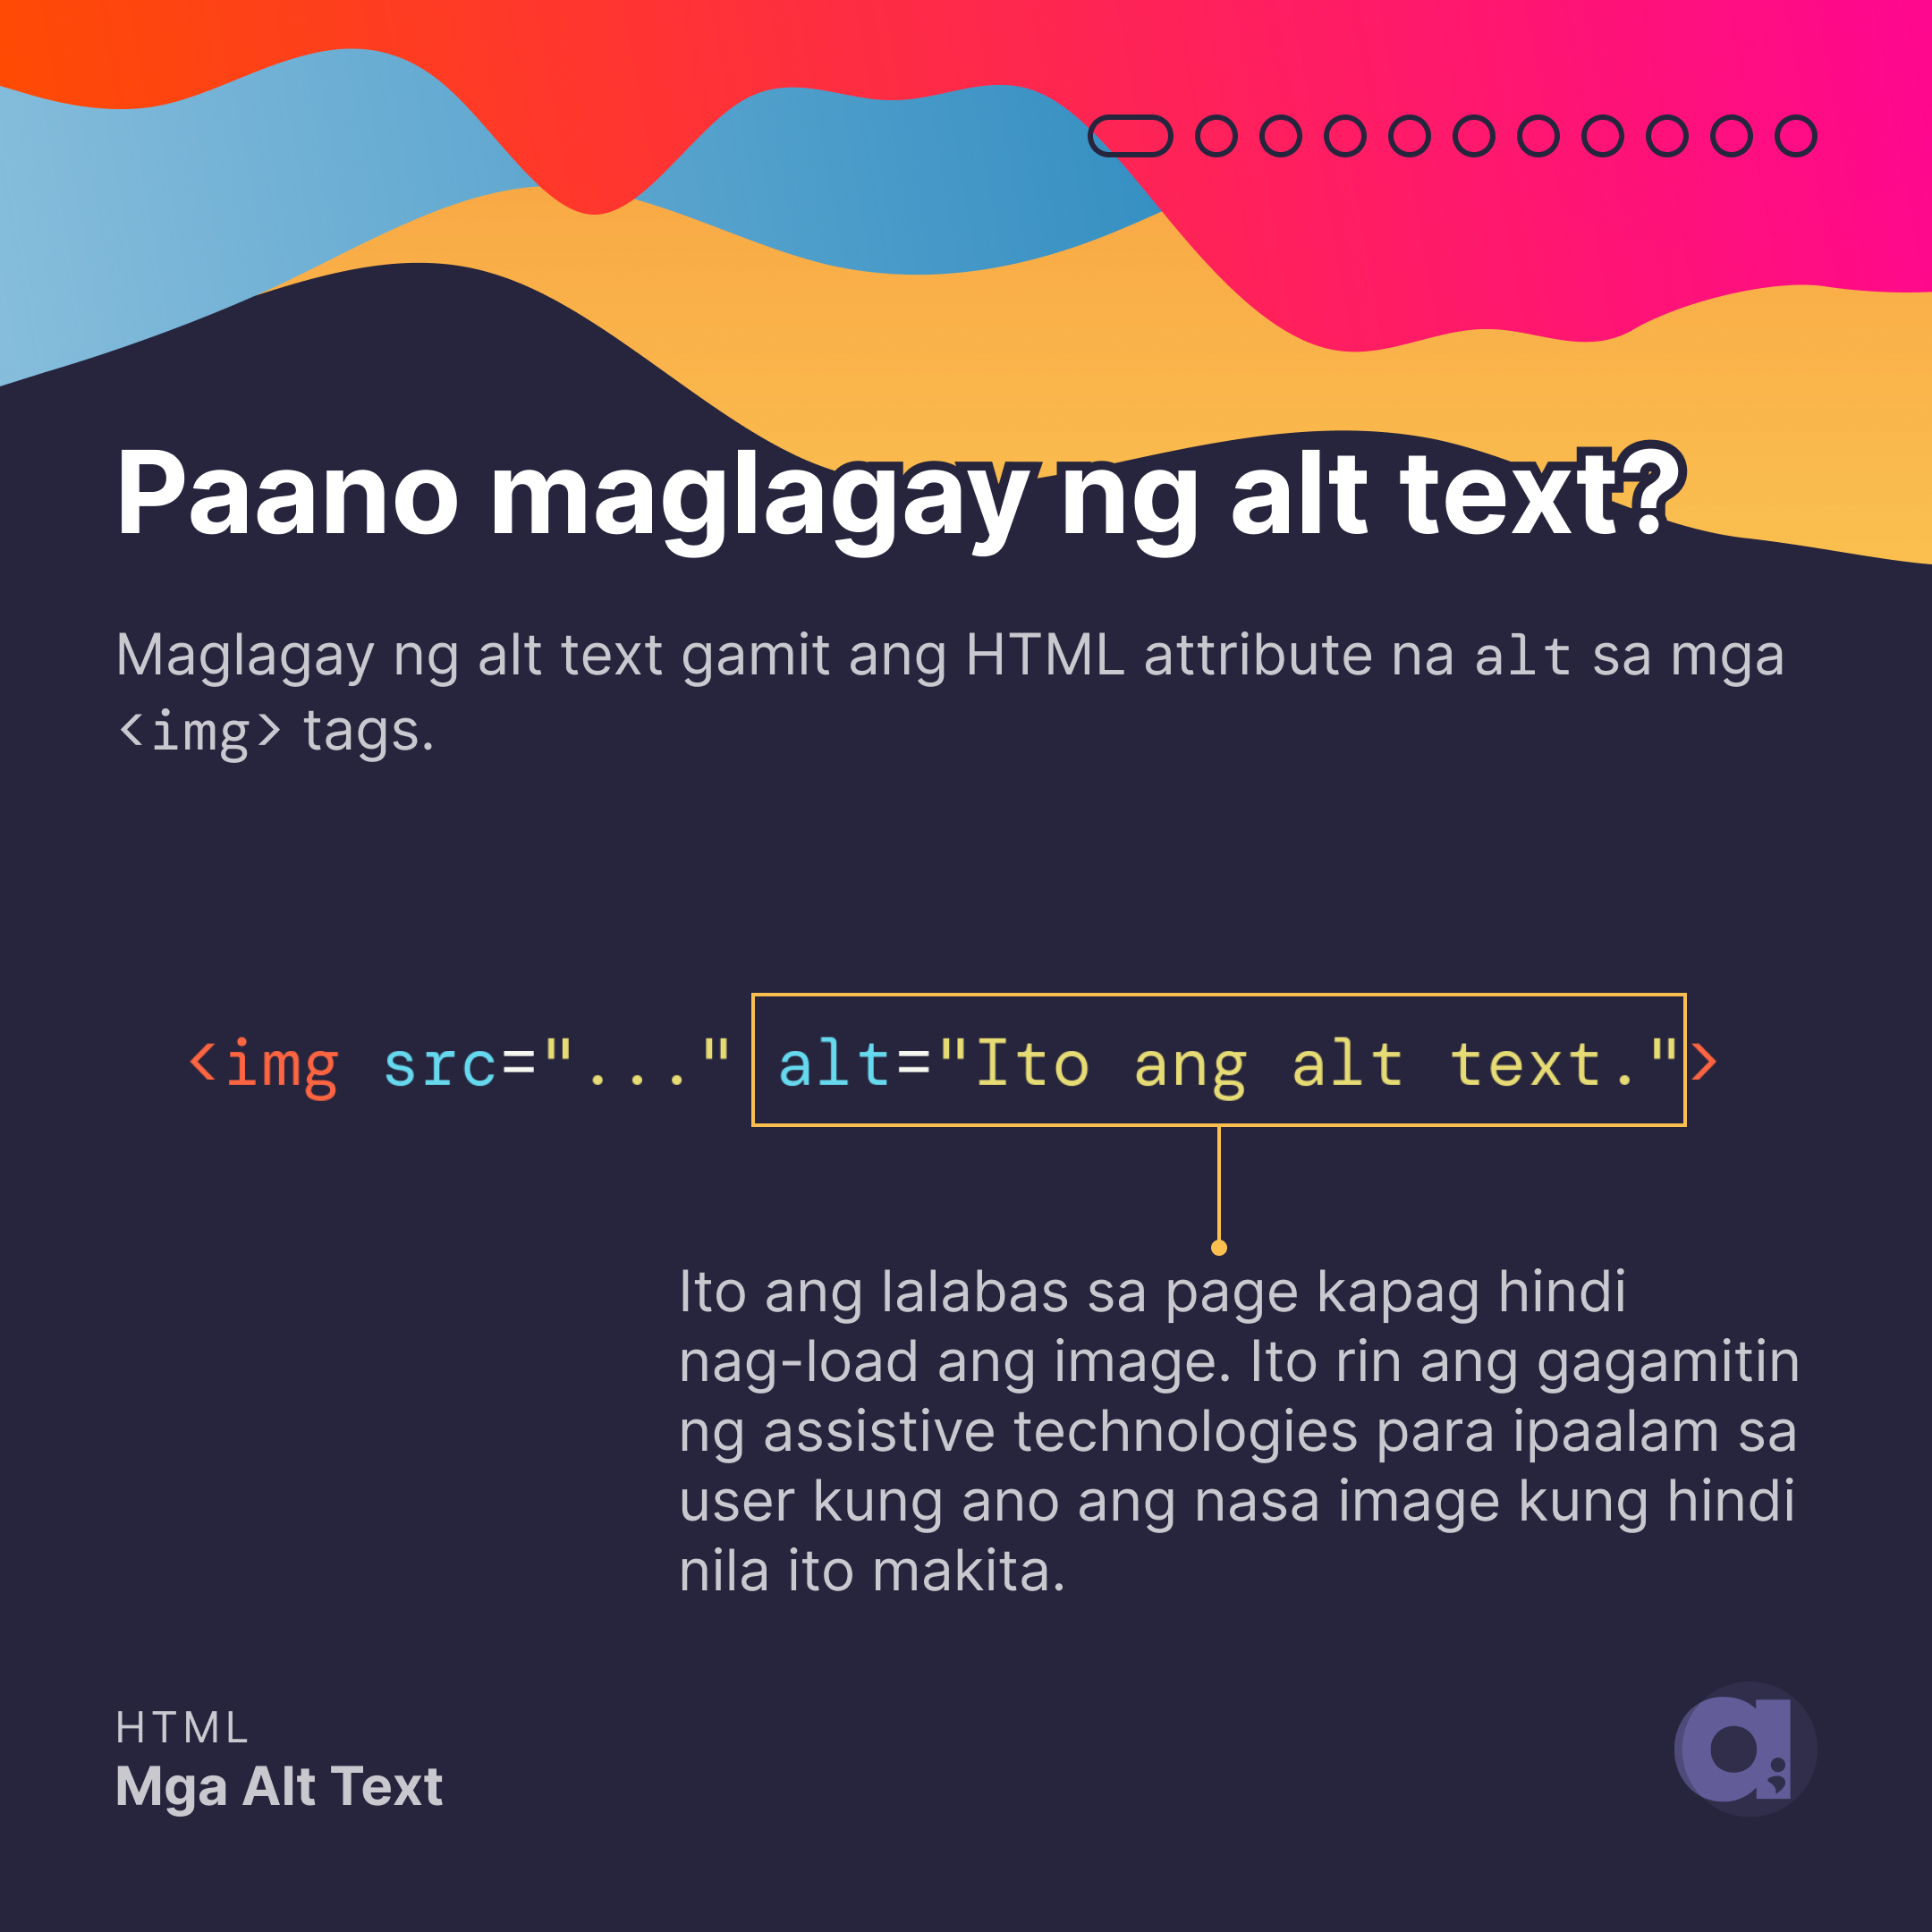 Paano maglagay ng alt text?
Maglagay ng alt text gamit ang HTML attribute na alt sa mga
<img> tags.
<img src="..." alt="Ito ang alt text.">
Ito ang lalabas sa page kapag hindi
nag-load ang image. Ito rin ang gagamitin
ng assistive technologies para ipaalam sa
user kung ano ang nasa image kung hindi
nila ito makita.
HTML
Mga Alt Text
a;